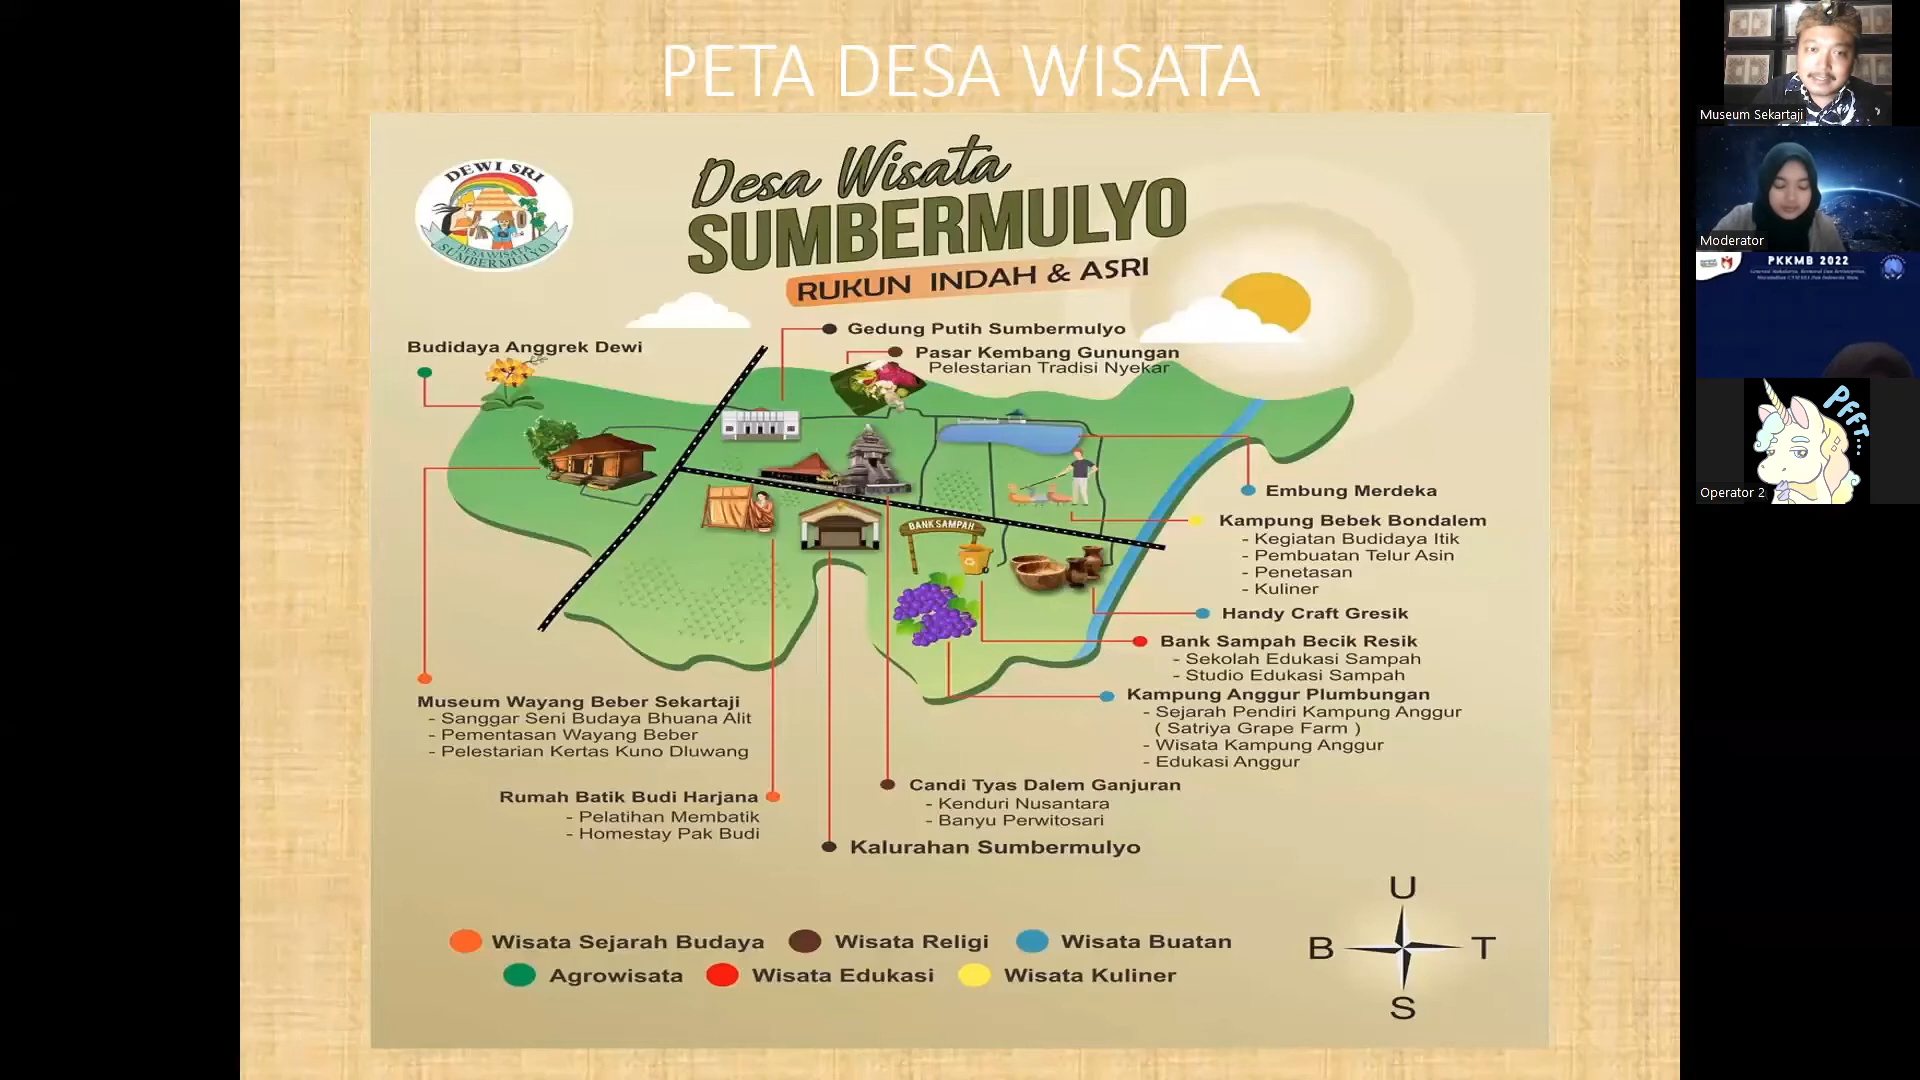 PETA DESA WISATA
DEWI SRI
DESA WISATA
SUMBERMULYO
Desa Wisata
SUMBERMULYO
RUKUN INDAH & ASRI
Gedung Putih Sumbermulyo
Budidaya Anggrek Dewi
Pasar Kembang Gunungan
Pelestarian Tradisi Nyekar
BANK SAMPAH
Embung Merdeka
Kampung Bebek Bondalem
- Kegiatan Budidaya Itik
- Pembuatan Telur Asin
- Penetasan
- Kuliner
Handy Craft Gresik
Bank Sampah Becik Resik
- Sekolah Edukasi Sampah
- Studio Edukasi Sampah
Kampung Anggur Plumbungan
- Sejarah Pendiri Kampung Anggur
( Satriya Grape Farm )
- Wisata Kampung Anggur
- Edukasi Anggur
Museum Wayang Beber Sekartaji
- Sanggar Seni Budaya Bhuana Alit
- Pementasan Wayang Beber
- Pelestarian Kertas Kuno Dluwang
Rumah Batik Budi Harjana
- Pelatihan Membatik
- Homestay Pak Budi
Candi Tyas Dalem Ganjuran
- Kenduri Nusantara
- Banyu Perwitosari
Kalurahan Sumbermulyo
Wisata Sejarah Budaya
Wisata Religi
Wisata Buatan
Agrowisata
Wisata Edukasi
Wisata Kuliner
U
B
T
S
Museum Sekartaji
Moderator
PKKMB 2022
PFFT...
Operator 2